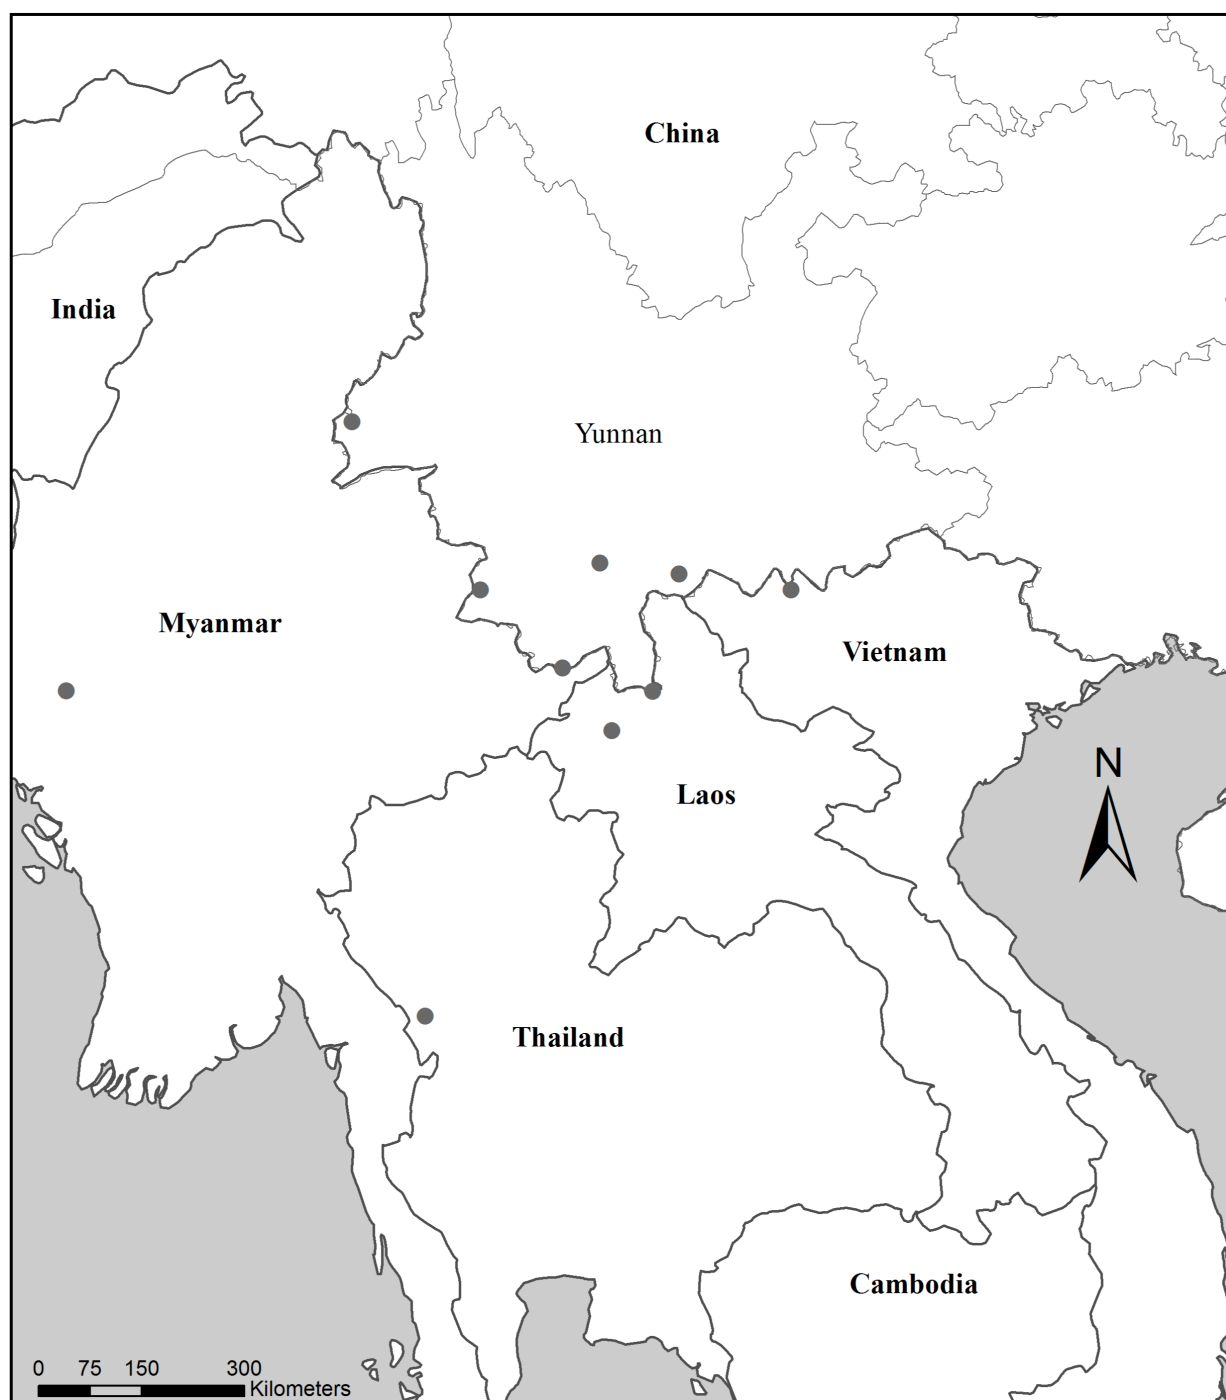 China
India
Yunnan
Myanmar
Vietnam
N
Laos
Thailand
Cambodia
0 75 150 300
Kilometers